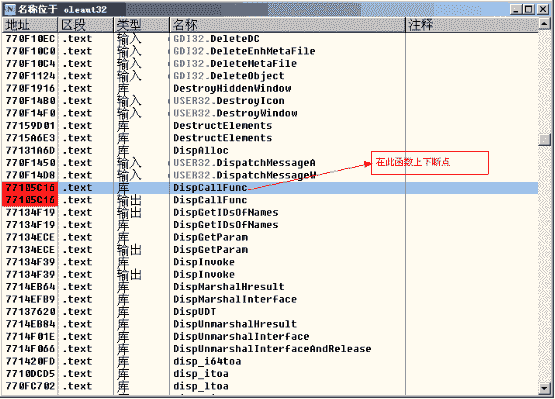 名称位于 oleaut32
地址 区段 类型 名称 注释
770F10EC .text 输入 GDI32.DeleteDC
770F10C0 .text 输入 GDI32.DeleteEnhMetaFile
770F10C4 .text 输入 GDI32.DeleteMetaFile
770F1124 .text 输入 GDI32.DeleteObject
770F1916 .text 库 DestroyHiddenWindow
770F14B0 .text 输入 USER32.DestroyIcon
770F14F0 .text 输入 USER32.DestroyWindow
77159D01 .text 库 DestructElements
7715A6E3 .text 库 DestructElements
77131A6D .text 库 DispAlloc
770F1450 .text 输入 USER32.DispatchMessageA
770F14D8 .text 输入 USER32.DispatchMessageW
在此函数上下断点
77105C16 .text 库 DispCallFunc
77105C16 .text 输出 DispCallFunc
77134F19 .text 输出 DispGetIDsOfNames
77134F19 .text 库 DispGetIDsOfNames
77134ECE .text 库 DispGetParam
77134ECE .text 输出 DispGetParam
77134F39 .text 库 DispInvoke
77134F39 .text 输出 DispInvoke
7714EB64 .text 库 DispMarshalHresult
7714EFB9 .text 库 DispMarshalInterface
77137620 .text 库 DispUDT
7714EB84 .text 库 DispUnmarshalHresult
7714F01E .text 库 DispUnmarshalInterface
7714F066 .text 库 DispUnmarshalInterfaceAndRelease
771420FD .text 库 disp_i64toa
7710DCD5 .text 库 disp_itoa
770FC702 .text 库 disp_ltoa